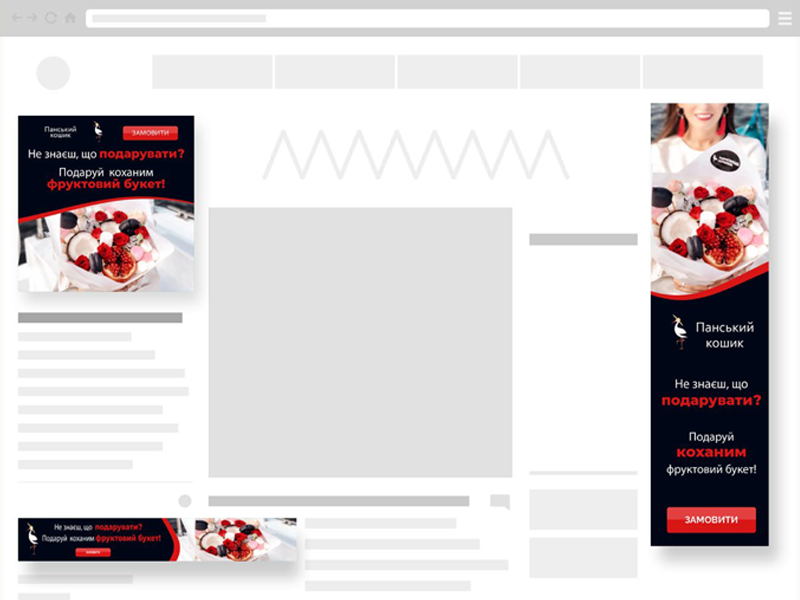 Панський
кошик
ЗАМОВИТИ
Не знаєш, що подарувати?
Подаруй коханим
фруктовий букет!
Панський
кошик
Не знаєш, що
подарувати?
Подаруй
коханим
фруктовий букет!
ЗАМОВИТИ
Не знаєш, що подарувати?
Подаруй коханим фруктовий букет!